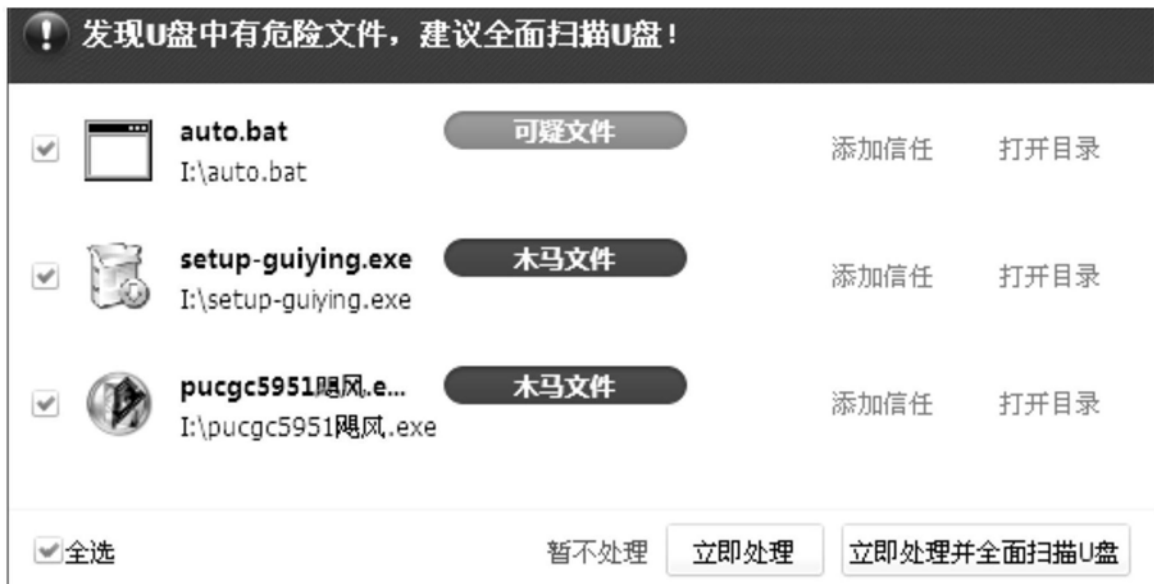 发现U盘中有危险文件，建议全面扫描U盘！
auto.bat 可疑文件
I:\auto.bat 添加信任 打开目录
setup-guiying.exe 木马文件
I:\setup-guiying.exe 添加信任 打开目录
pucgc5951飓风.e... 木马文件
I:\pucgc5951飓风.exe 添加信任 打开目录
全选 暂不处理 立即处理 立即处理并全面扫描U盘